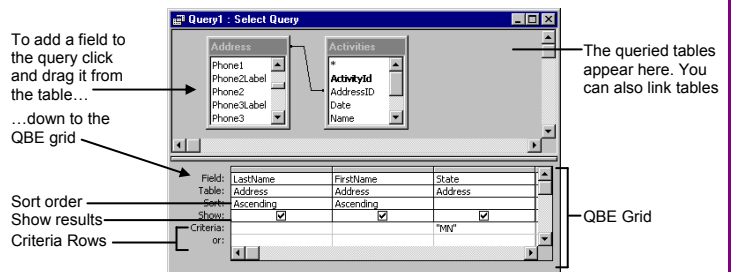 Query1 : Select Query
To add a field to
the query click
and drag it from
the table…
…down to the
QBE grid
Address
Phone1
Phone2Label
Phone2
Phone3Label
Phone3
Activities
*
ActivityId
AddressID
Date
Name
The queried tables
appear here. You
can also link tables
Field: LastName FirstName State
Table: Address Address Address
Sort: Ascending Ascending
Show:
Criteria: "MN"
or:
Sort order
Show results
Criteria Rows
QBE Grid